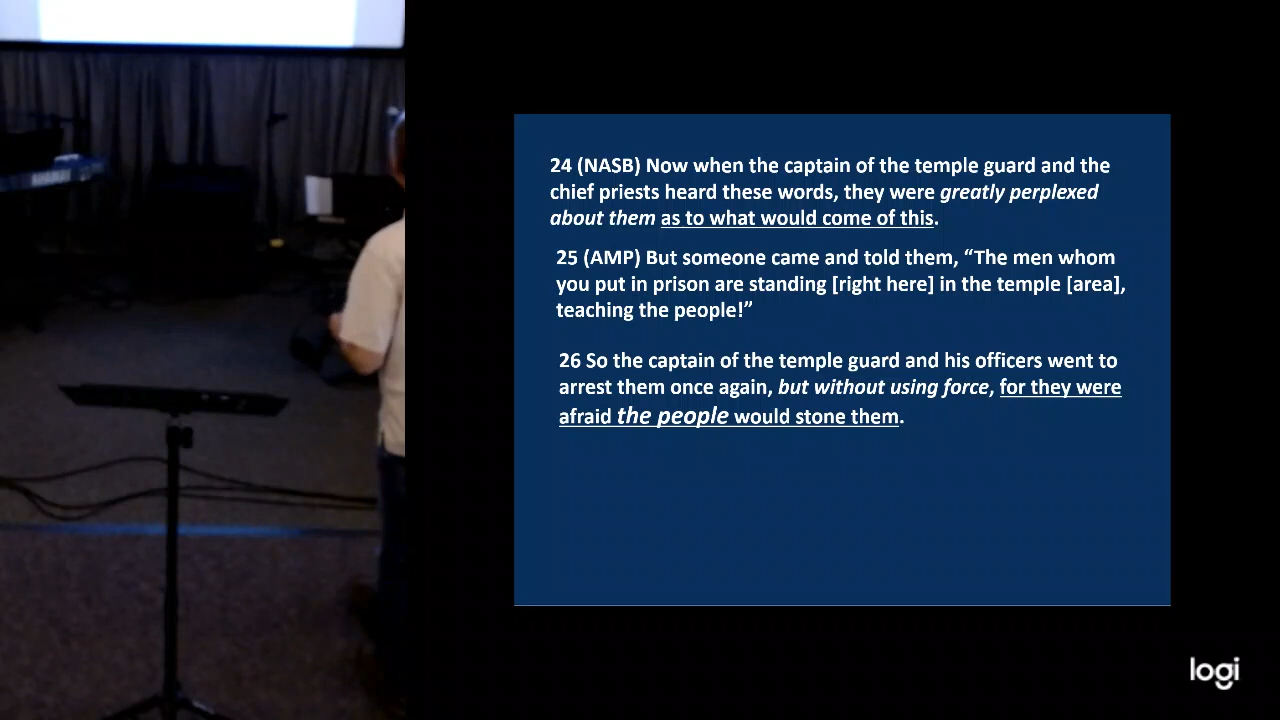 24 (NASB) Now when the captain of the temple guard and the
chief priests heard these words, they were greatly perplexed
about them as to what would come of this.
25 (AMP) But someone came and told them, “The men whom
you put in prison are standing [right here] in the temple [area],
teaching the people!”
26 So the captain of the temple guard and his officers went to
arrest them once again, but without using force, for they were
afraid the people would stone them.
logi